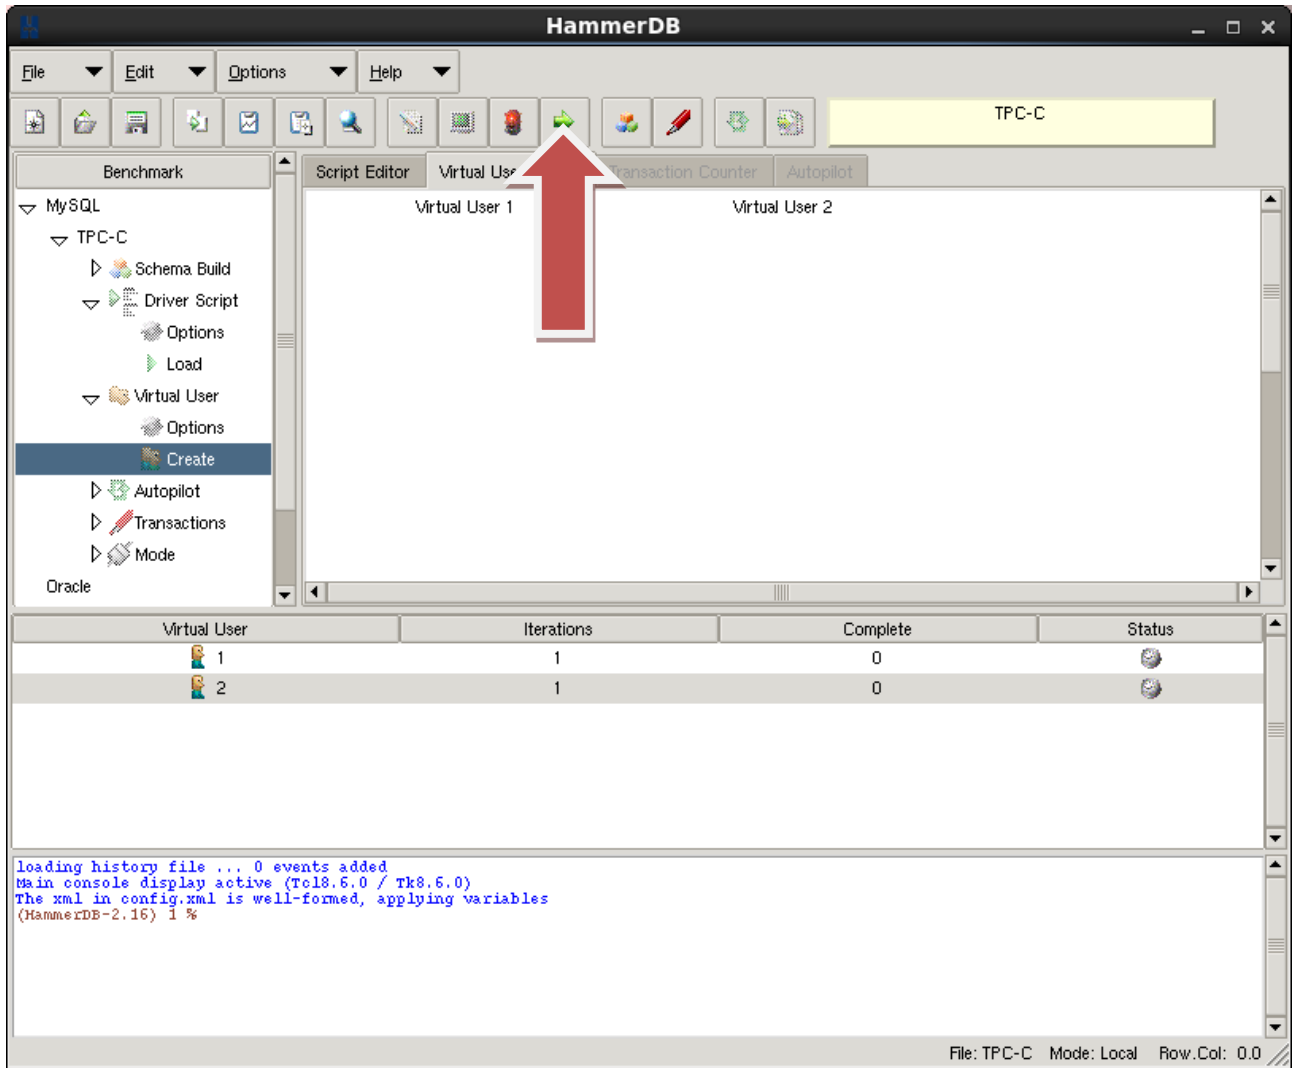 HammerDB
File Edit Options Help
TPC-C
Benchmark
Script Editor Virtual Use Transaction Counter Autopilot
MySQL
TPC-C
Schema Build
Driver Script
Options
Load
Virtual User
Options
Create
Autopilot
Transactions
Mode
Oracle
Virtual User 1 Virtual User 2
Virtual User Iterations Complete Status
1 1 0
2 1 0
loading history file ... 0 events added
Main console display active (Tcl8.6.0 / Tk8.6.0)
The xml in config.xml is well-formed, applying variables
(HammerDB-2.16) 1 %
File: TPC-C Mode: Local Row.Col: 0.0